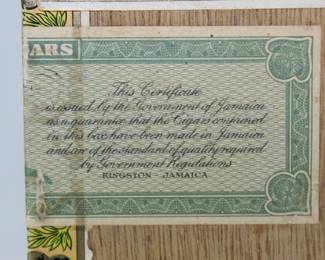 ARS
This Certificate
is issued by the Government of Jamaica
as a guarantee that the Cigars contained
in this box have been made in Jamaica
and are of the standard of quality required
by Government Regulations
KINGSTON - JAMAICA